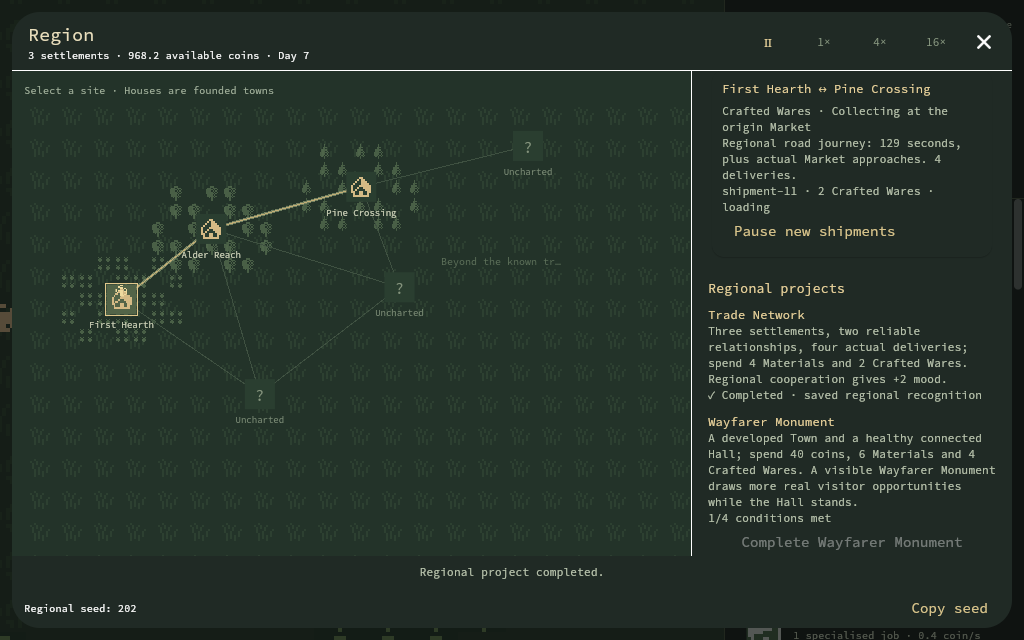 Region
3 settlements · 968.2 available coins · Day 7
II 1× 4× 16× ×
Select a site · Houses are founded towns
?
Uncharted
Pine Crossing
Alder Reach
Beyond the known tr…
?
Uncharted
First Hearth
?
Uncharted
First Hearth ↔ Pine Crossing
Crafted Wares · Collecting at the
origin Market
Regional road journey: 129 seconds,
plus actual Market approaches. 4
deliveries.
shipment-11 · 2 Crafted Wares ·
loading
Pause new shipments
Regional projects
Trade Network
Three settlements, two reliable
relationships, four actual deliveries;
spend 4 Materials and 2 Crafted Wares.
Regional cooperation gives +2 mood.
✓ Completed · saved regional recognition
Wayfarer Monument
A developed Town and a healthy connected
Hall; spend 40 coins, 6 Materials and 4
Crafted Wares. A visible Wayfarer Monument
draws more real visitor opportunities
while the Hall stands.
1/4 conditions met
Complete Wayfarer Monument
Regional project completed.
Regional seed: 202
Copy seed
1 specialised job · 0.4 coin/s